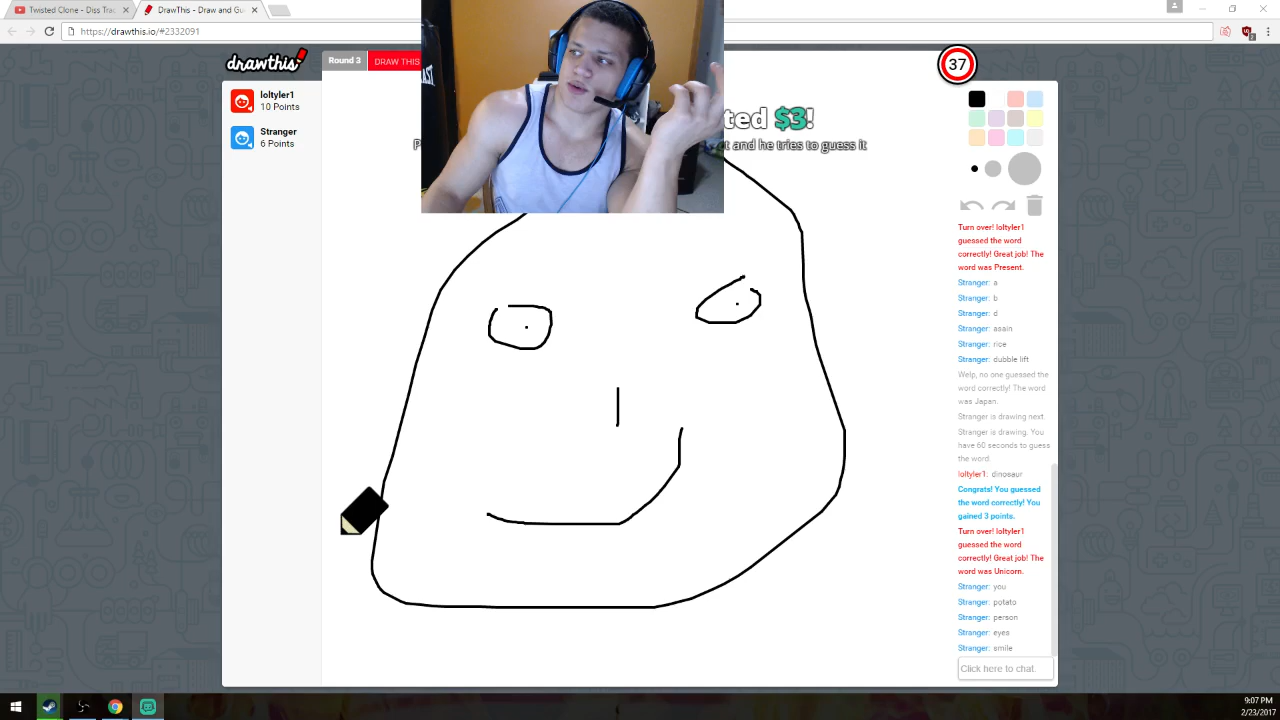 Twisted Clone - Diss Trac
DrawThis - Draw and Gu
https://drawthis.io/#2332091
drawthis
Round 3
DRAW THIS
37
loltyler1
10 Points
Stranger
6 Points
ted $3!
t and he tries to guess it
Turn over! loltyler1
guessed the word
correctly! Great job! The
word was Present.
Stranger: a
Stranger: b
Stranger: d
Stranger: asain
Stranger: rice
Stranger: dubble lift
Welp, no one guessed the
word correctly! The word
was Japan.
Stranger is drawing next.
Stranger is drawing. You
have 60 seconds to guess
the word.
loltyler1: dinosaur
Congrats! You guessed
the word correctly! You
gained 3 points.
Turn over! loltyler1
guessed the word
correctly! Great job! The
word was Unicorn.
Stranger: you
Stranger: potato
Stranger: person
Stranger: eyes
Stranger: smile
Click here to chat.
9:07 PM
2/23/2017